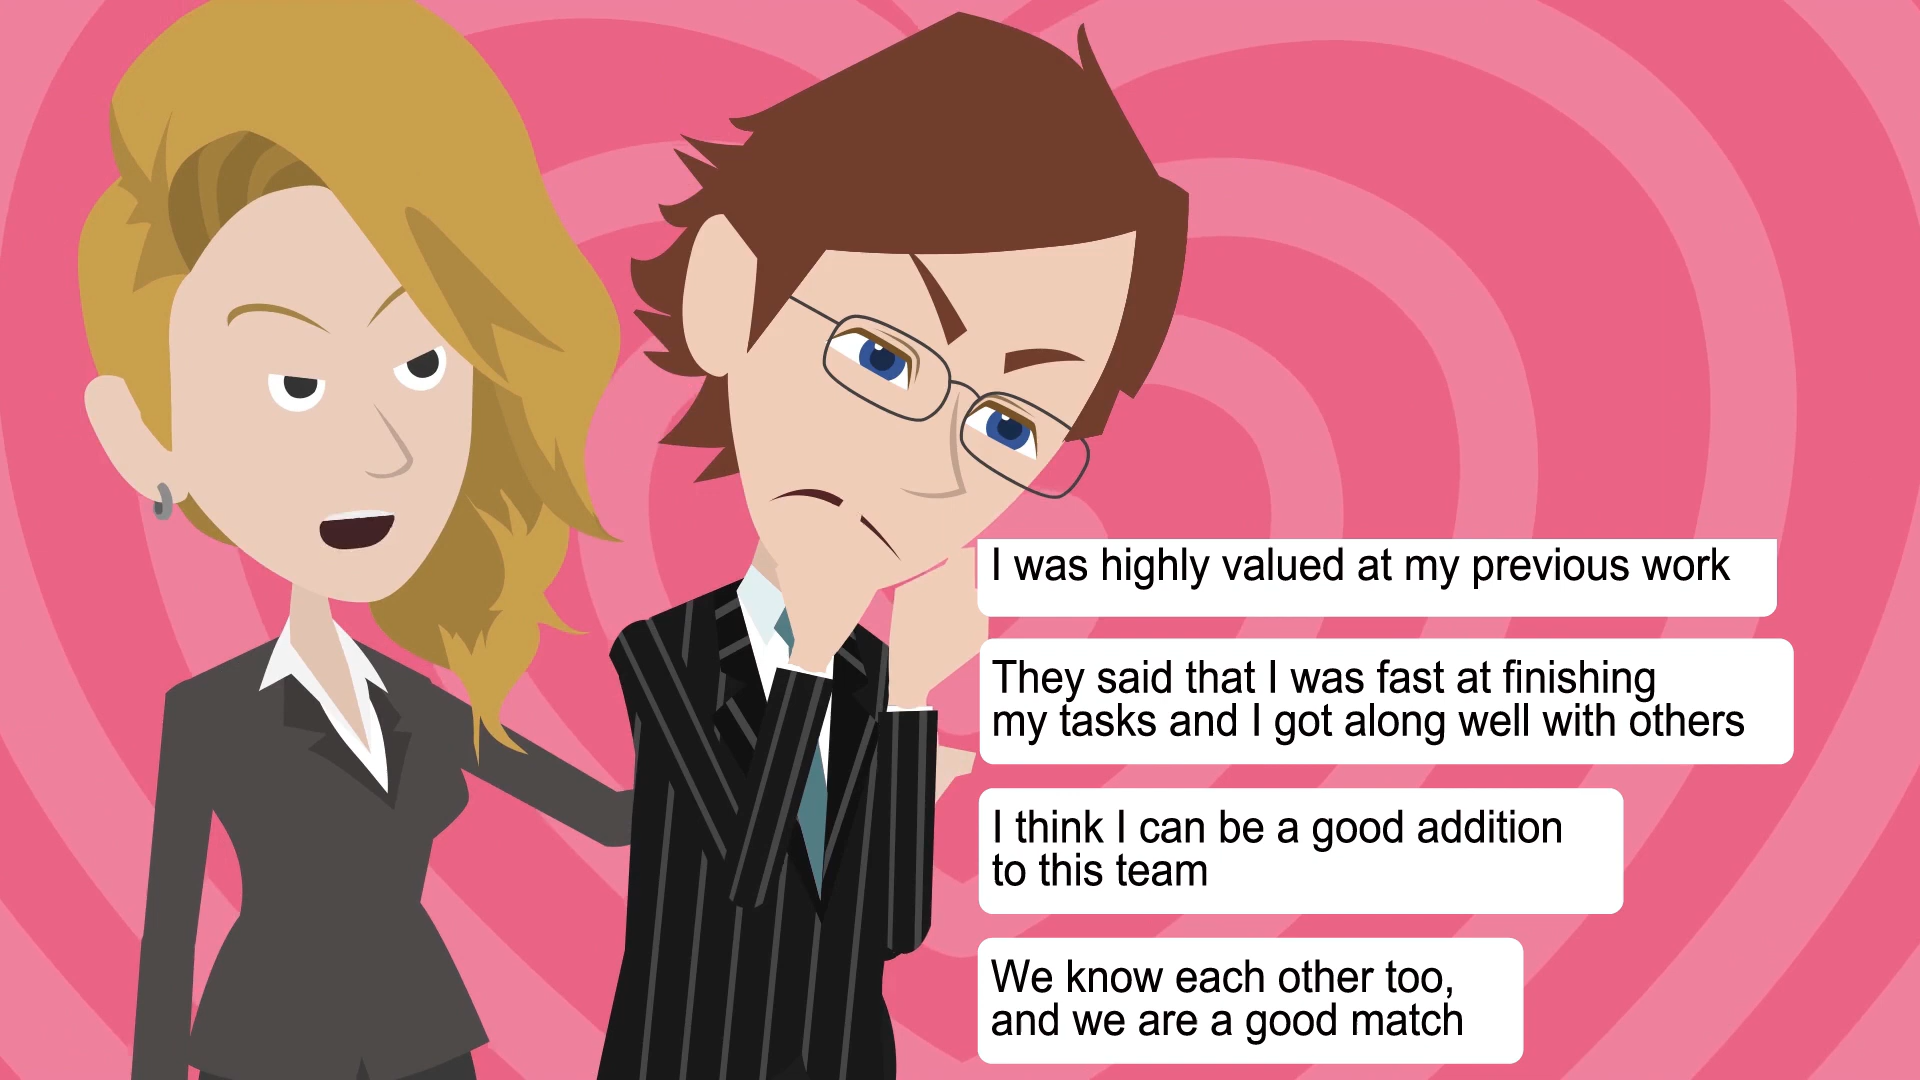 I was highly valued at my previous work
They said that I was fast at finishing
my tasks and I got along well with others
I think I can be a good addition
to this team
We know each other too,
and we are a good match